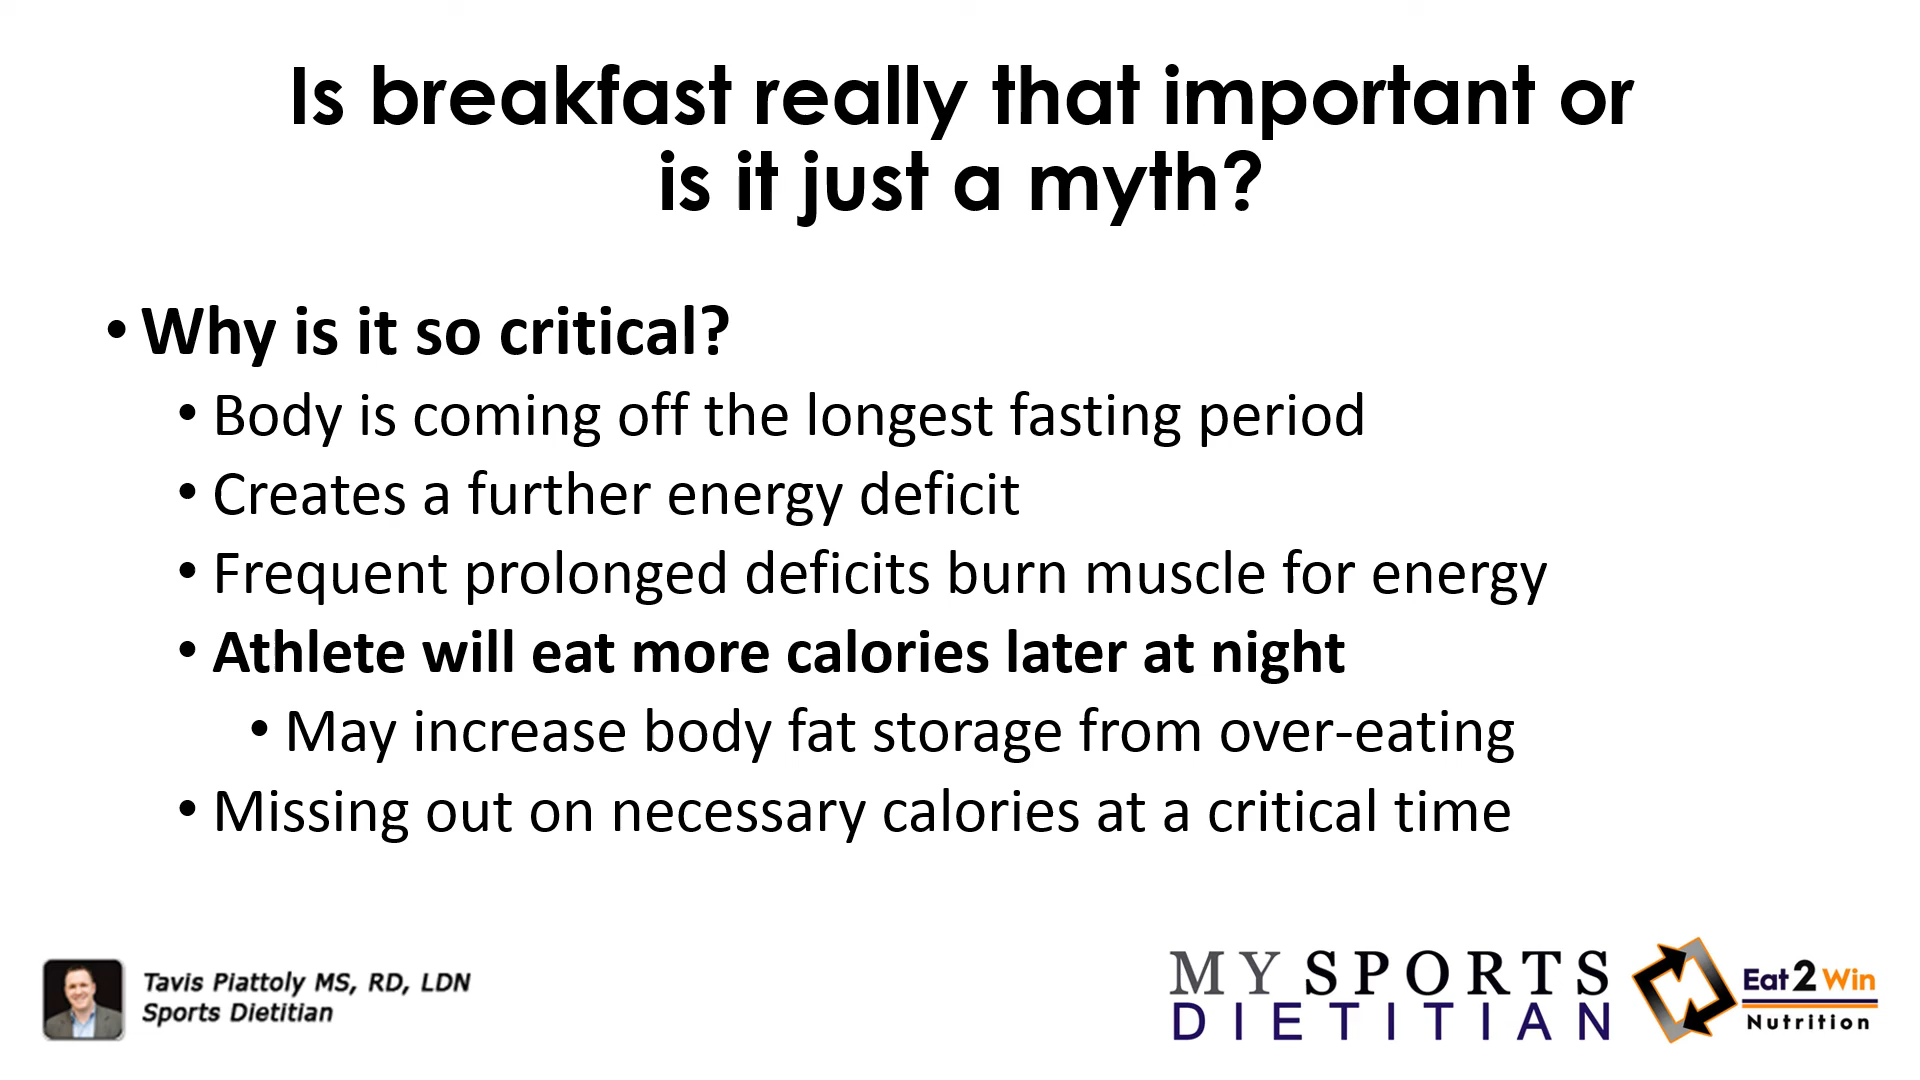 Is breakfast really that important or
is it just a myth?
• Why is it so critical?
• Body is coming off the longest fasting period
• Creates a further energy deficit
• Frequent prolonged deficits burn muscle for energy
• Athlete will eat more calories later at night
• May increase body fat storage from over-eating
• Missing out on necessary calories at a critical time
Tavis Piattoly MS, RD, LDN
Sports Dietitian
MY SPORTS
DIETITIAN
Eat 2 Win
Nutrition